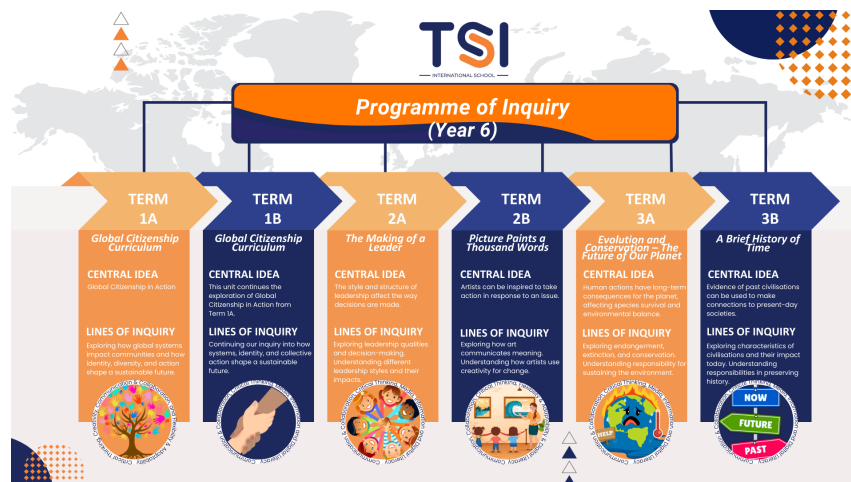 TSI
INTERNATIONAL SCHOOL
Programme of Inquiry
(Year 6)
TERM
1A
Global Citizenship
Curriculum
CENTRAL IDEA
Global Citizenship in Action
LINES OF INQUIRY
Exploring how global systems
impact communities and how
identity, diversity, and action
shape a sustainable future.
TERM
1B
Global Citizenship
Curriculum
CENTRAL IDEA
This unit continues the
exploration of Global
Citizenship in Action from
Term 1A.
LINES OF INQUIRY
Continuing our inquiry into how
systems, identity, and collective
action shape a sustainable
future.
TERM
2A
The Making of a
Leader
CENTRAL IDEA
The style and structure of
leadership affect the way
decisions are made.
LINES OF INQUIRY
Exploring leadership qualities
and decision-making.
Understanding different
leadership styles and their
impacts.
TERM
2B
Picture Paints a
Thousand Words
CENTRAL IDEA
Artists can be inspired to take
action in response to an issue.
LINES OF INQUIRY
Exploring how art
communicates meaning.
Understanding how artists use
creativity for change.
TERM
3A
Evolution and
Conservation – The
Future of Our Planet
CENTRAL IDEA
Human actions have long-term
consequences for the planet,
affecting species survival and
environmental balance.
LINES OF INQUIRY
Exploring endangerment,
extinction, and conservation.
Understanding responsibility for
sustaining the environment.
HELP
TERM
3B
A Brief History of
Time
CENTRAL IDEA
Evidence of past civilisations
can be used to make
connections to present-day
societies.
LINES OF INQUIRY
Exploring characteristics of
civilisations and their impact
today. Understanding
responsibilities in preserving
history.
NOW
FUTURE
PAST